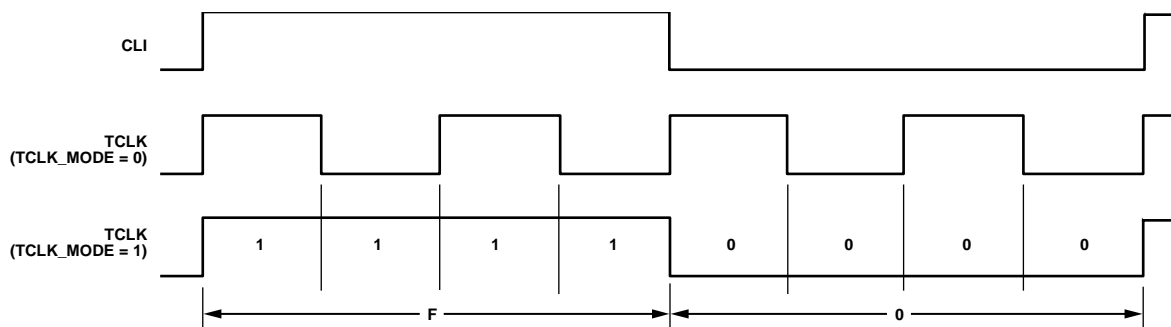 CLI
TCLK
(TCLK_MODE = 0)
TCLK
(TCLK_MODE = 1)
1 1 1 1 0 0 0 0
F 0